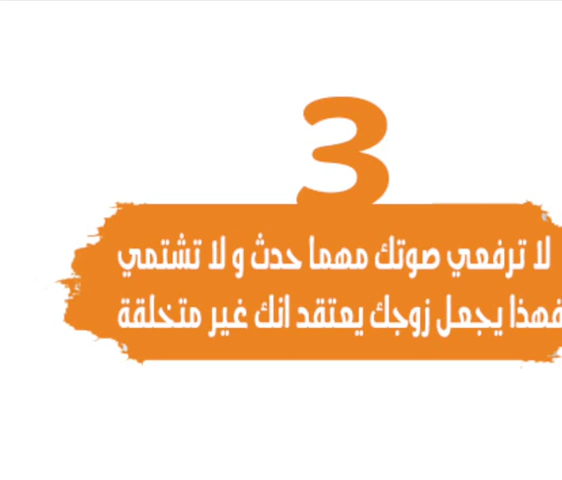 3
لا ترفعي صوتك مهما حدث و لا تشتمي
فهذا يجعل زوجك يعتقد انك غير متخلقة